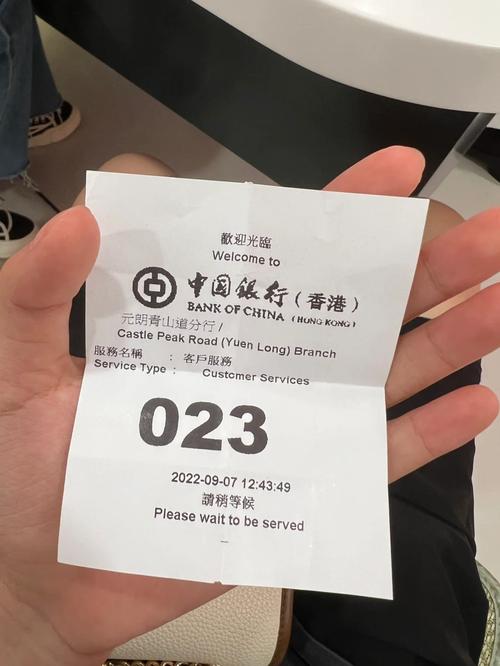 歡迎光臨
Welcome to
中国银行（香港）
BANK OF CHINA (HONG KONG)
元朗青山道分行 /
Castle Peak Road (Yuen Long) Branch
服務名稱 : 客戶服務
Service Type : Customer Services
023
2022-09-07 12:43:49
請稍等候
Please wait to be served